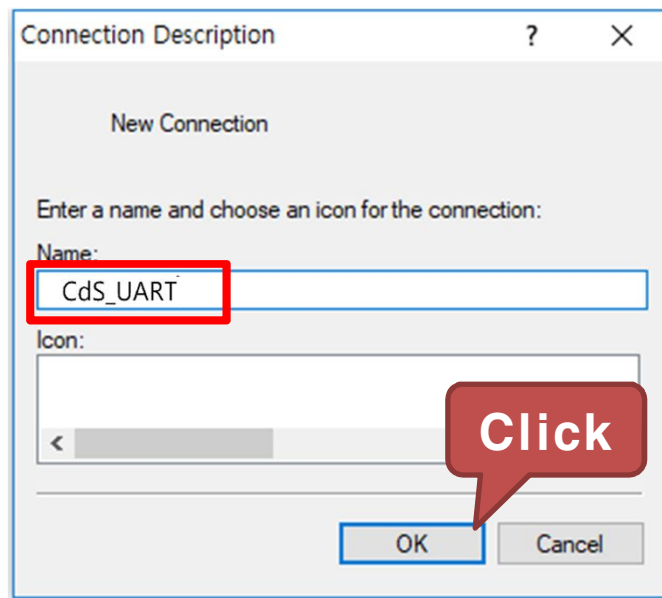 Connection Description
New Connection
Enter a name and choose an icon for the connection:
Name:
CdS_UART
Icon:
Click
OK Cancel